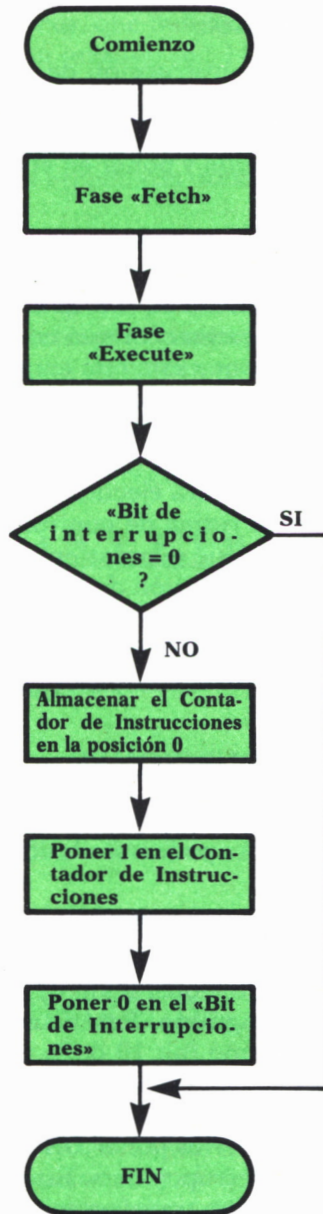 Comienzo
Fase «Fetch»
Fase
«Execute»
«Bit de
interrupcio-
nes = 0
?
SI
NO
Almacenar el Conta-
dor de Instrucciones
en la posición 0
Poner 1 en el Con-
tador de Instruc-
ciones
Poner 0 en el «Bit
de Interrupcio-
nes»
FIN